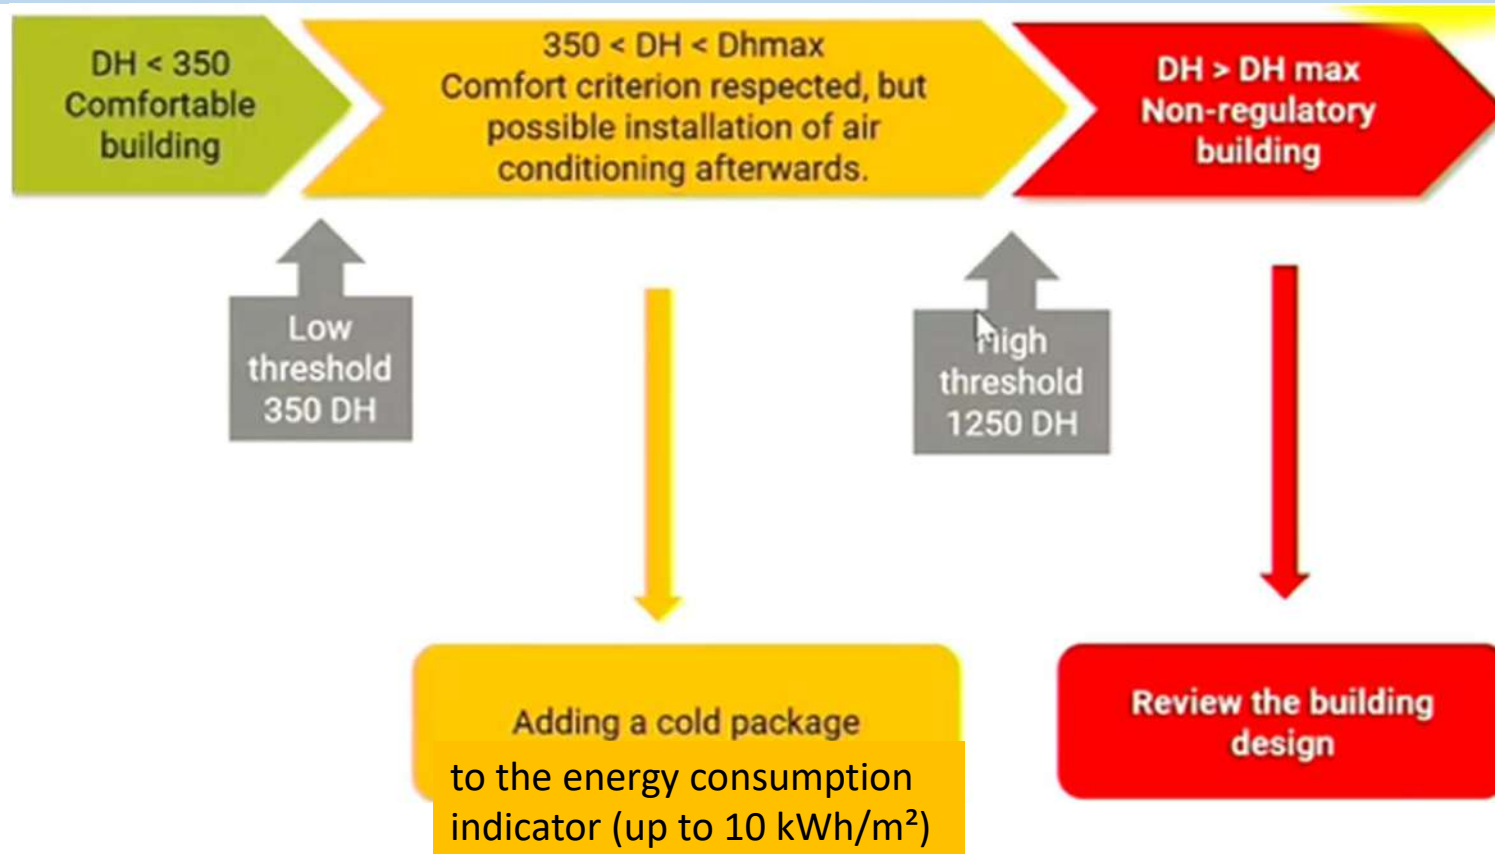 DH < 350
Comfortable
building
350 < DH < Dhmax
Comfort criterion respected, but
possible installation of air
conditioning afterwards.
DH > DH max
Non-regulatory
building
Low
threshold
350 DH
High
threshold
1250 DH
Adding a cold package
to the energy consumption
indicator (up to 10 kWh/m²)
Review the building
design